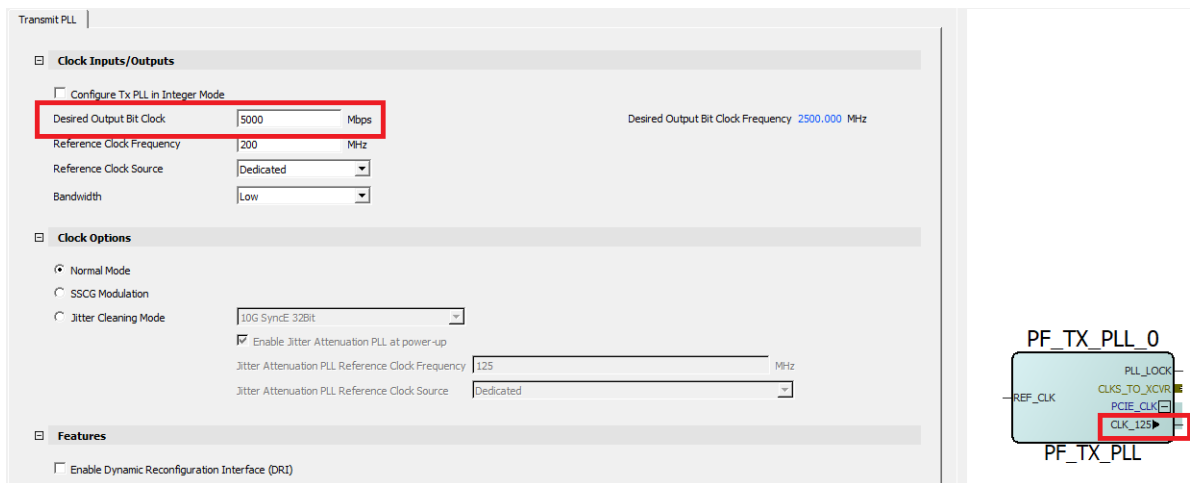 Transmit PLL
Clock Inputs/Outputs
Configure Tx PLL in Integer Mode
Desired Output Bit Clock 5000 Mbps Desired Output Bit Clock Frequency 2500.000 MHz
Reference Clock Frequency 200 MHz
Reference Clock Source Dedicated
Bandwidth Low
Clock Options
Normal Mode
SSCG Modulation
Jitter Cleaning Mode 10G SyncE 32Bit
Enable Jitter Attenuation PLL at power-up
Jitter Attenuation PLL Reference Clock Frequency 125 MHz
Jitter Attenuation PLL Reference Clock Source Dedicated
Features
Enable Dynamic Reconfiguration Interface (DRI)
PF_TX_PLL_0
PLL_LOCK
CLKS_TO_XCVR
REF_CLK
PCIE_CLK
CLK_125
PF_TX_PLL